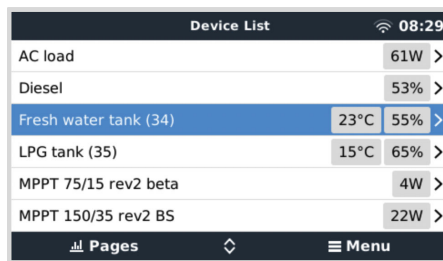 Device List 08:29
AC load 61W
Diesel 53%
Fresh water tank (34) 23°C 55%
LPG tank (35) 15°C 65%
MPPT 75/15 rev2 beta 4W
MPPT 150/35 rev2 BS 22W
Pages Menu